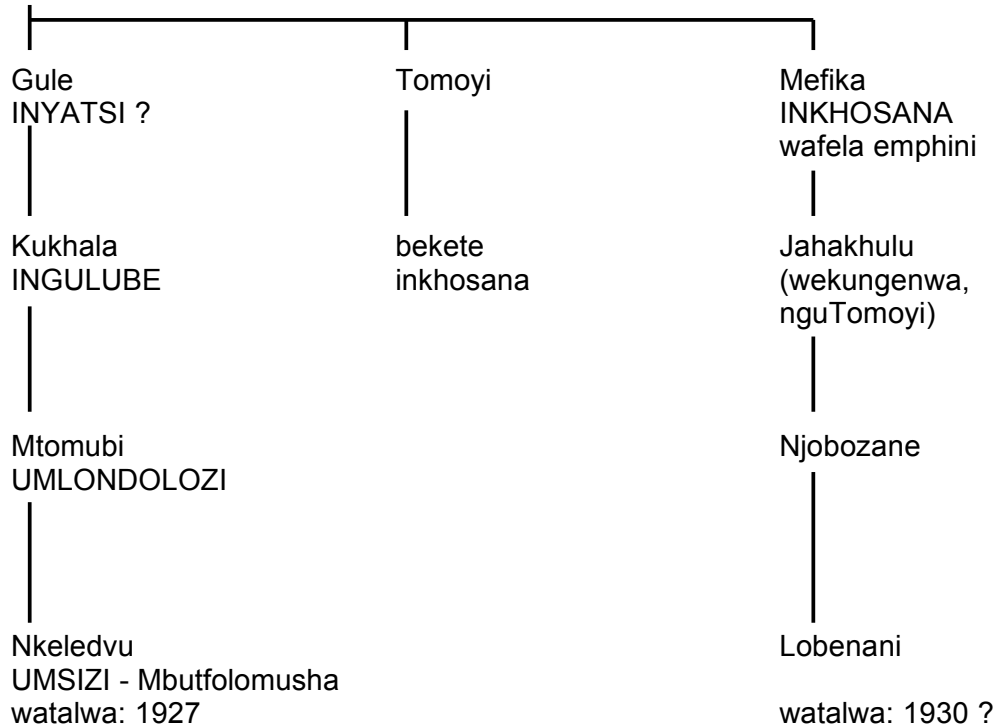 Gule
INYATSI ?
Tomoyi
Mefika
INKHOSANA
wafela emphini
Kukhala
INGULUBE
bekete
inkhosana
Jahakhulu
(wekungenwa,
nguTomoyi)
Mtomubi
UMLONDOLOZI
Njobozane
Nkeledvu
UMSIZI - Mbutfolomusha
watalwa: 1927
Lobenani
watalwa: 1930 ?